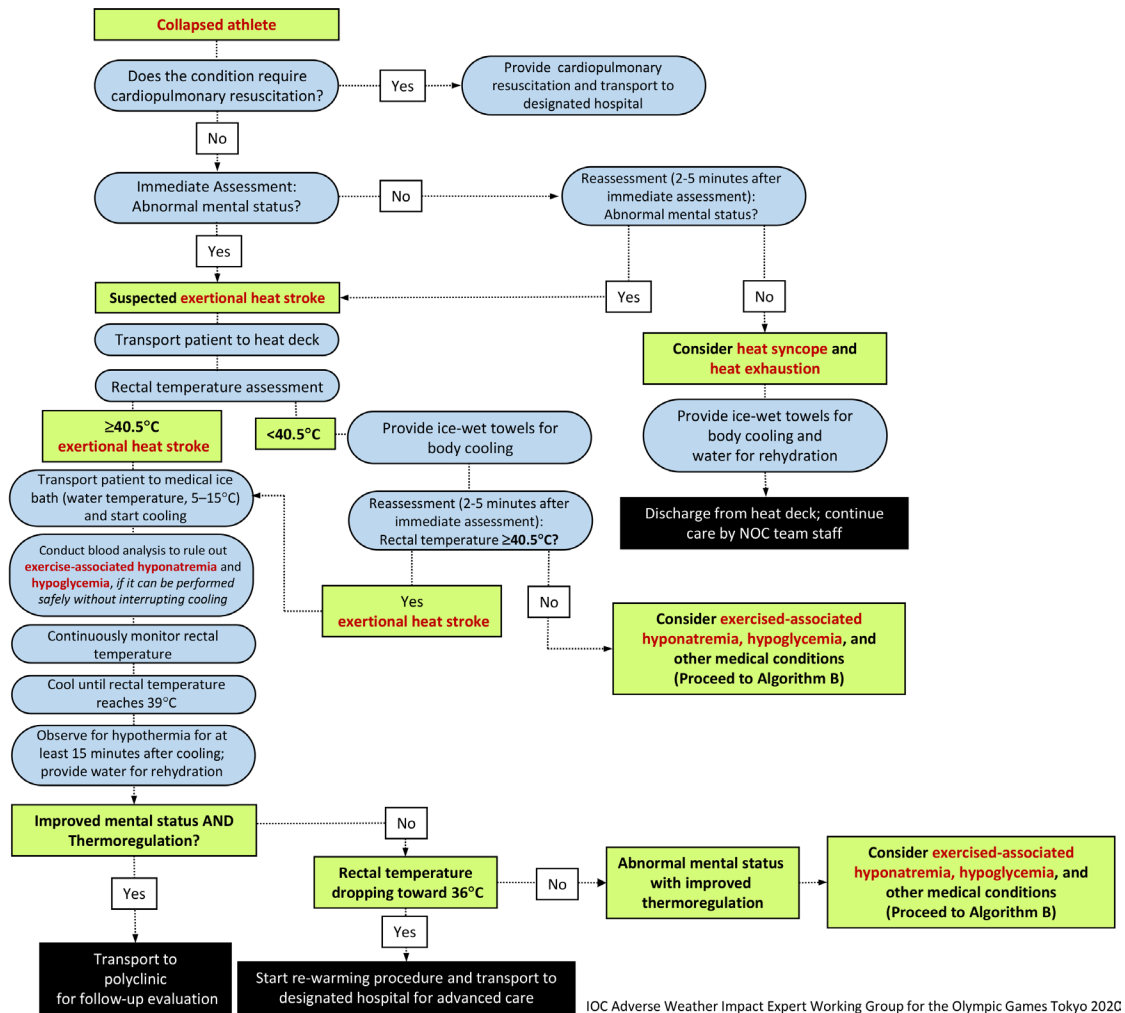 Collapsed athlete
Does the condition require
cardiopulmonary resuscitation?
Yes
Provide cardiopulmonary
resuscitation and transport to
designated hospital
No
Immediate Assessment:
Abnormal mental status?
No
Reassessment (2-5 minutes after
immediate assessment):
Abnormal mental status?
Yes
Yes
No
Suspected exertional heat stroke
Transport patient to heat deck
Consider heat syncope and
heat exhaustion
Rectal temperature assessment
≥40.5°C
exertional heat stroke
<40.5°C
Provide ice-wet towels for
body cooling
Provide ice-wet towels for
body cooling and
water for rehydration
Transport patient to medical ice
bath (water temperature, 5–15°C)
and start cooling
Reassessment (2-5 minutes after
immediate assessment):
Rectal temperature ≥40.5°C?
Discharge from heat deck; continue
care by NOC team staff
Conduct blood analysis to rule out
exercise-associated hyponatremia and
hypoglycemia, if it can be performed
safely without interrupting cooling
Yes
exertional heat stroke
No
Consider exercised-associated
hyponatremia, hypoglycemia, and
other medical conditions
(Proceed to Algorithm B)
Continuously monitor rectal
temperature
Cool until rectal temperature
reaches 39°C
Observe for hypothermia for at
least 15 minutes after cooling;
provide water for rehydration
Improved mental status AND
Thermoregulation?
No
Rectal temperature
dropping toward 36°C
No
Abnormal mental status
with improved
thermoregulation
Consider exercised-associated
hyponatremia, hypoglycemia, and
other medical conditions
(Proceed to Algorithm B)
Yes
Yes
Transport to
polyclinic
for follow-up evaluation
Start re-warming procedure and transport to
designated hospital for advanced care
IOC Adverse Weather Impact Expert Working Group for the Olympic Games Tokyo 2020